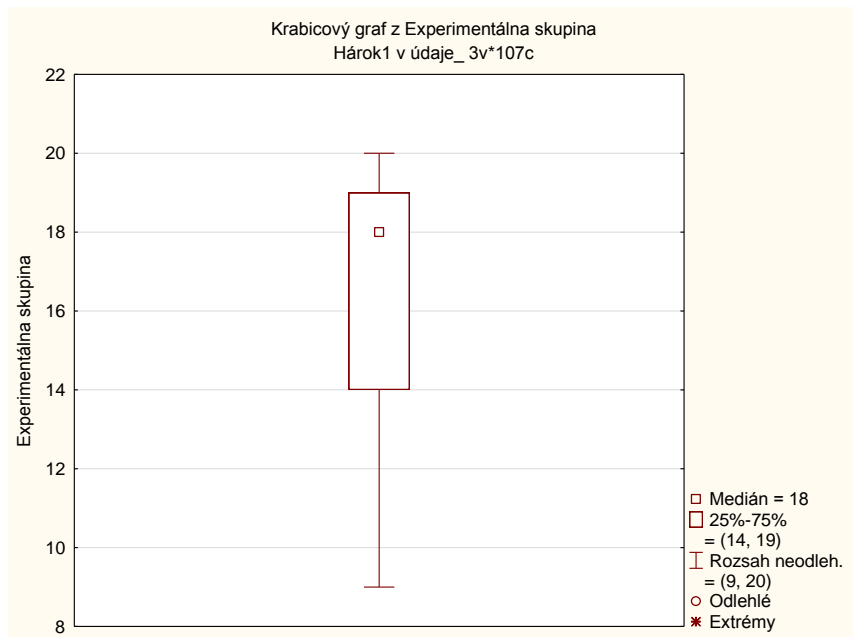 Krabicový graf z Experimentálna skupina
Hárok1 v údaje_ 3v*107c
22
20
18
16
14
12
10
8
Experimentálna skupina
Medián = 18
25%-75%
= (14, 19)
Rozsah neodleh.
= (9, 20)
Odlehlé
Extrémy